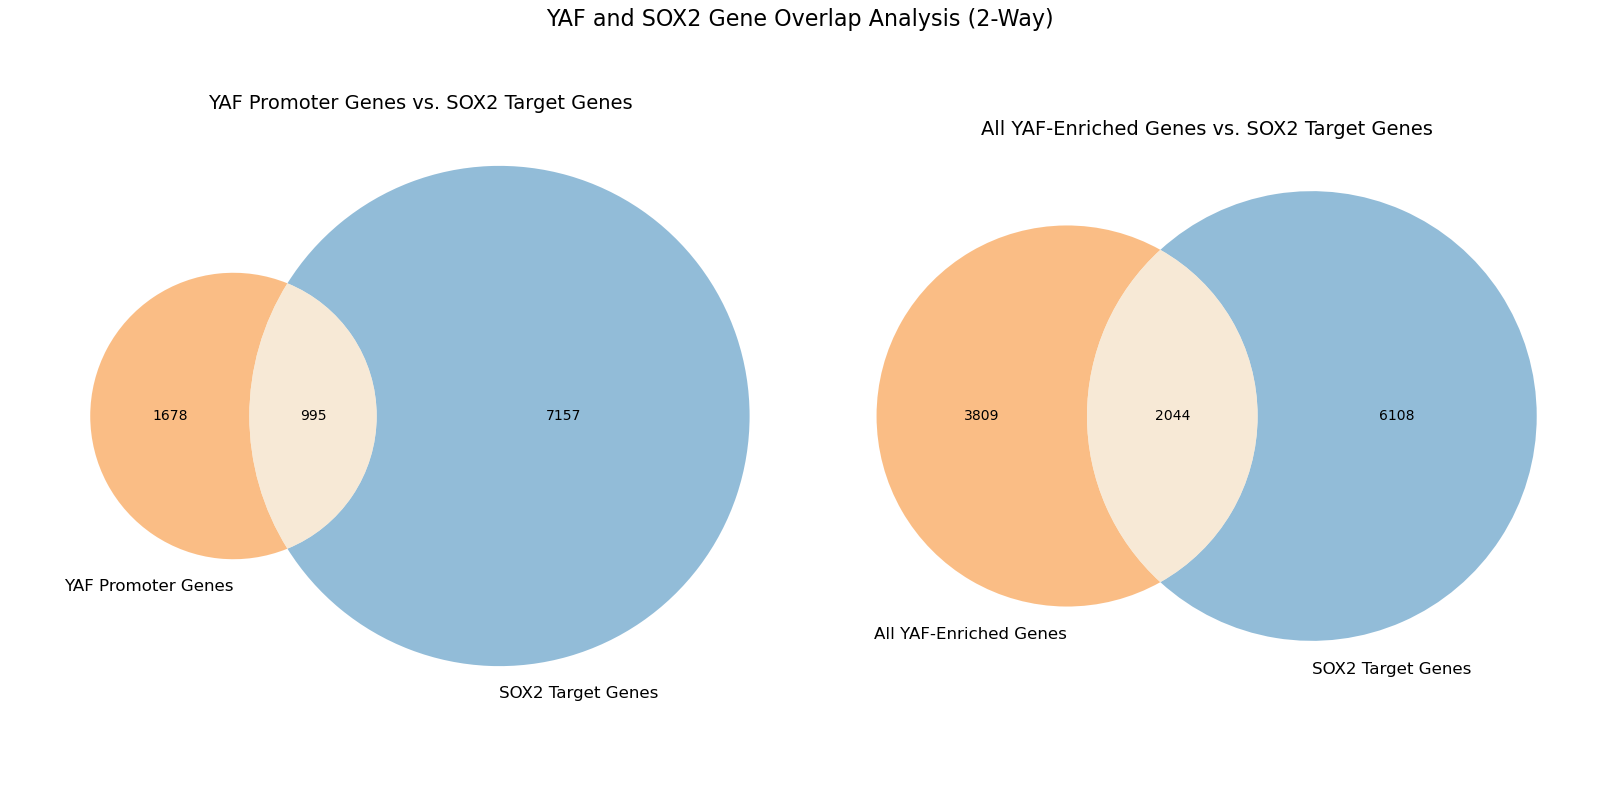 YAF and SOX2 Gene Overlap Analysis (2-Way)
YAF Promoter Genes vs. SOX2 Target Genes
1678
995
7157
YAF Promoter Genes
SOX2 Target Genes
All YAF-Enriched Genes vs. SOX2 Target Genes
3809
2044
6108
All YAF-Enriched Genes
SOX2 Target Genes